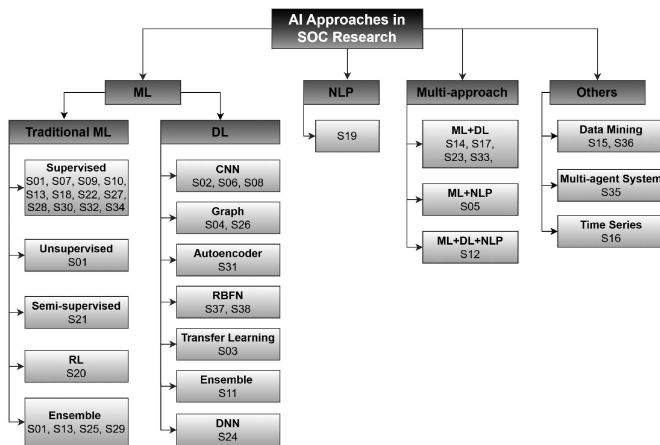 AI Approaches in
SOC Research
ML
NLP
Multi-approach
Others
Traditional ML
DL
Supervised
S01, S07, S09, S10,
S13, S18, S22, S27,
S28, S30, S32, S34
Unsupervised
S01
Semi-supervised
S21
RL
S20
Ensemble
S01, S13, S25, S29
CNN
S02, S06, S08
Graph
S04, S26
Autoencoder
S31
RBFN
S37, S38
Transfer Learning
S03
Ensemble
S11
DNN
S24
S19
ML+DL
S14, S17,
S23, S33,
ML+NLP
S05
ML+DL+NLP
S12
Data Mining
S15, S36
Multi-agent System
S35
Time Series
S16